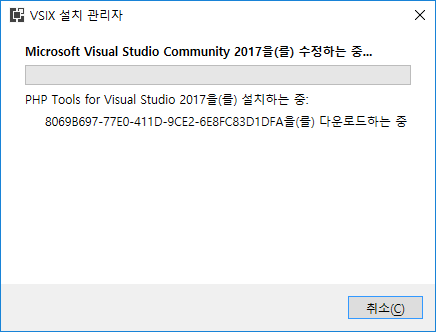 VSIX 설치 관리자
Microsoft Visual Studio Community 2017을(를) 수정하는 중...
PHP Tools for Visual Studio 2017을(를) 설치하는 중:
8069B697-77E0-411D-9CE2-6E8FC83D1DFA을(를) 다운로드하는 중
취소(C)